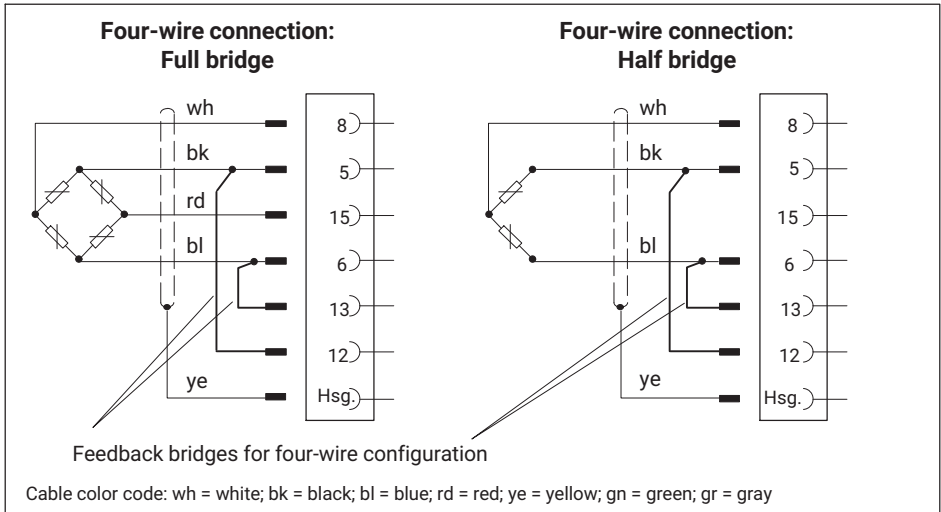 Four-wire connection:
Full bridge
wh
8
bk
5
rd
15
bl
6
13
12
ye
Hsg.
Four-wire connection:
Half bridge
wh
8
bk
5
15
bl
6
13
12
ye
Hsg.
Feedback bridges for four-wire configuration
Cable color code: wh = white; bk = black; bl = blue; rd = red; ye = yellow; gn = green; gr = gray